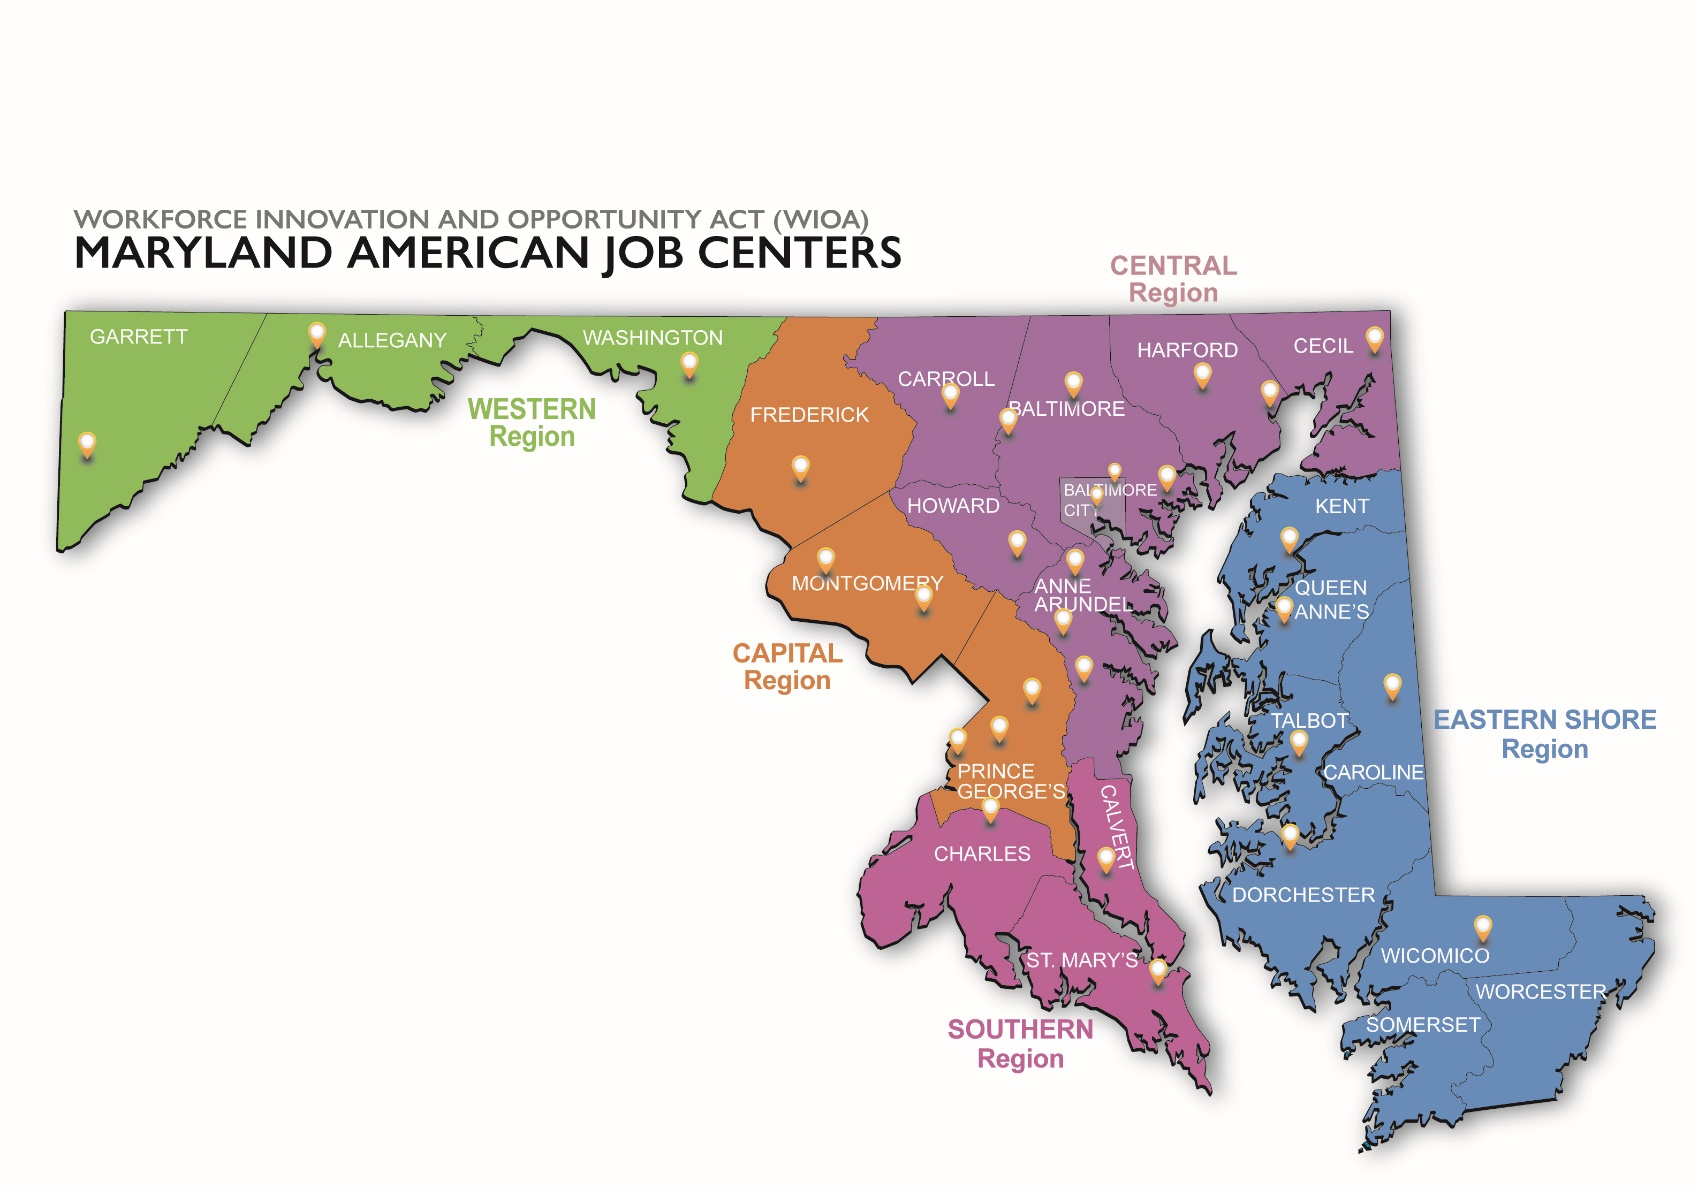 WORKFORCE INNOVATION AND OPPORTUNITY ACT (WIOA)
MARYLAND AMERICAN JOB CENTERS
CENTRAL
Region
GARRETT
ALLEGANY
WASHINGTON
HARFORD
CECIL
CARROLL
WESTERN
Region
FREDERICK
BALTIMORE
BALTIMORE
CITY
HOWARD
KENT
MONTGOMERY
ANNE
ARUNDEL
QUEEN
ANNE'S
CAPITAL
Region
TALBOT
EASTERN SHORE
Region
PRINCE
GEORGE'S
CAROLINE
CALVERT
CHARLES
DORCHESTER
ST. MARY'S
WICOMICO
WORCESTER
SOMERSET
SOUTHERN
Region